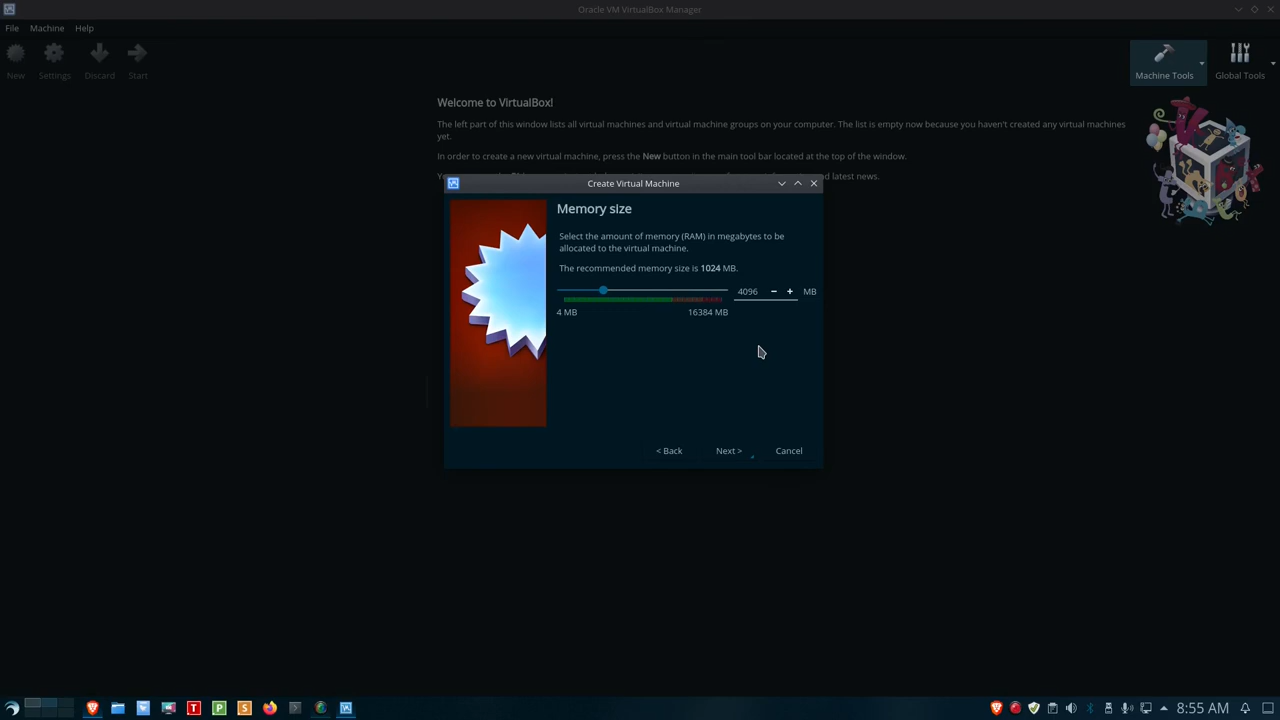 Oracle VM VirtualBox Manager
File Machine Help
New Settings Discard Start
Machine Tools Global Tools
Welcome to VirtualBox!
The left part of this window lists all virtual machines and virtual machine groups on your computer. The list is empty now because you haven't created any virtual machines
yet.
In order to create a new virtual machine, press the New button in the main tool bar located at the top of the window.
latest news.
Create Virtual Machine
Memory size
Select the amount of memory (RAM) in megabytes to be
allocated to the virtual machine.
The recommended memory size is 1024 MB.
4096 - + MB
4 MB 16384 MB
< Back Next > Cancel
T P S 8:55 AM